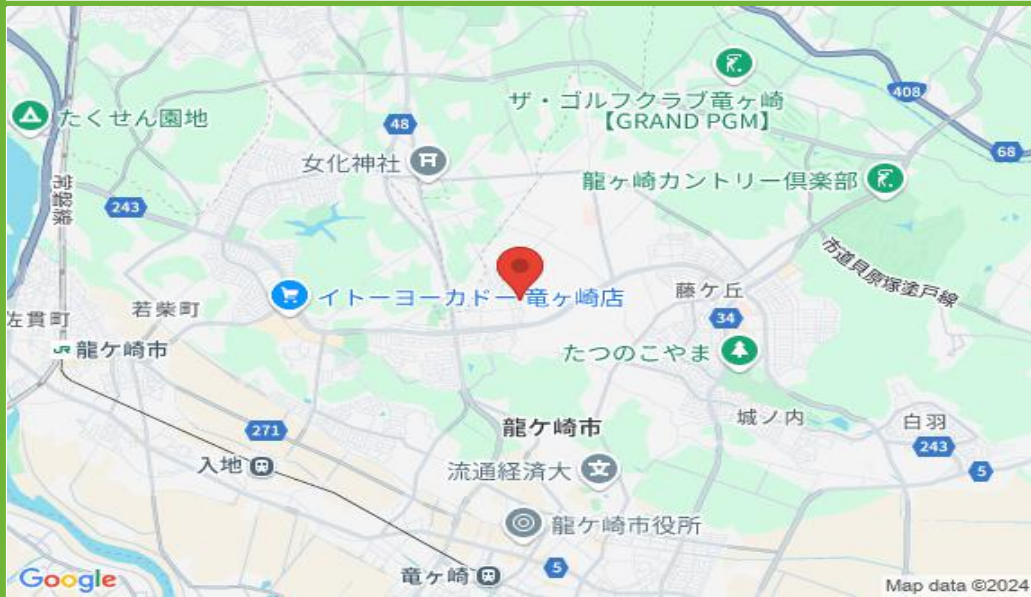 ザ・ゴルフクラブ竜ヶ崎
【GRAND PGM】
408
たくせん園地
48
68
女化神社
龍ヶ崎カントリー倶楽部
常磐線
243
市道貝原塚塗戸線
イトーヨーカドー 竜ヶ崎店
藤ケ丘
若柴町
佐貫町
34
JR 龍ケ崎市
たつのこやま
城ノ内
龍ケ崎市
白羽
271
243
入地
流通経済大
5
龍ケ崎市役所
竜ヶ崎
5
Google
Map data ©2024